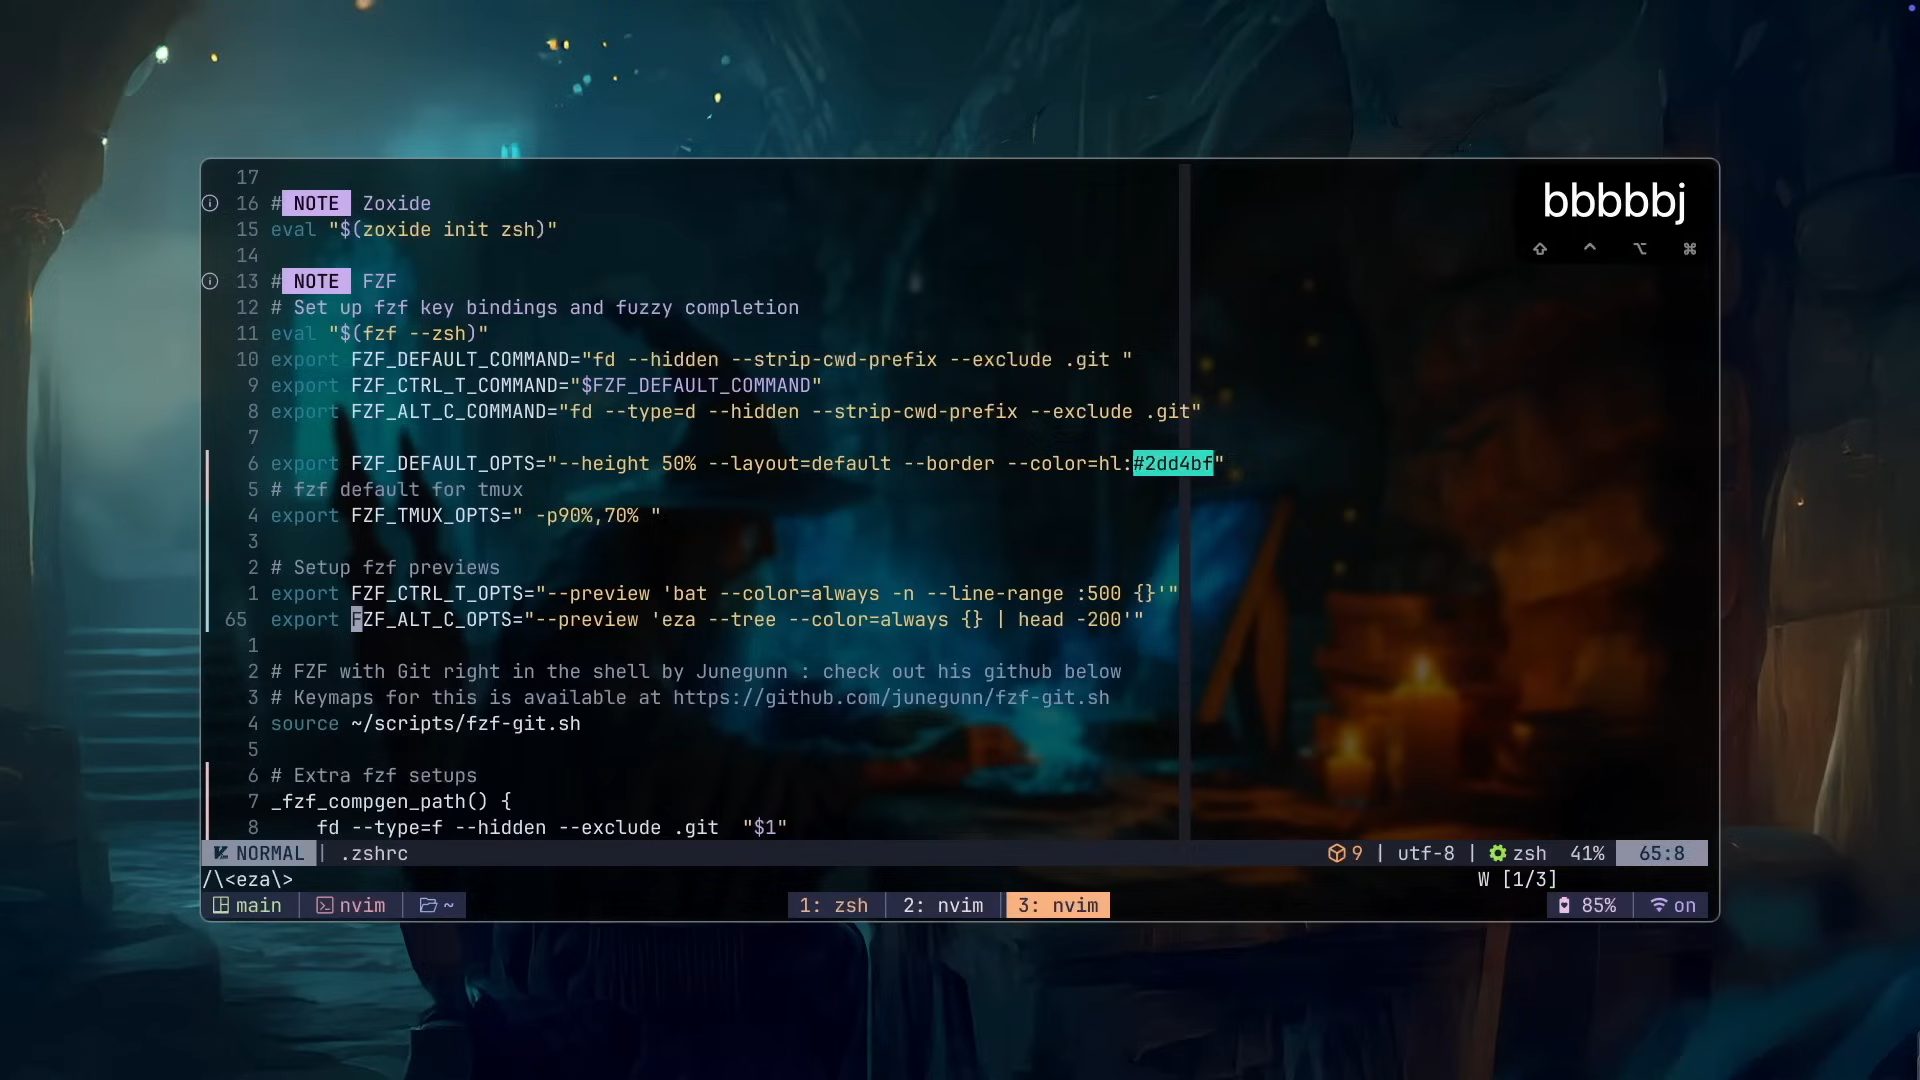 17
16 # NOTE Zoxide
15 eval "$(zoxide init zsh)"
14
13 # NOTE FZF
12 # Set up fzf key bindings and fuzzy completion
11 eval "$(fzf --zsh)"
10 export FZF_DEFAULT_COMMAND="fd --hidden --strip-cwd-prefix --exclude .git "
9 export FZF_CTRL_T_COMMAND="$FZF_DEFAULT_COMMAND"
8 export FZF_ALT_C_COMMAND="fd --type=d --hidden --strip-cwd-prefix --exclude .git"
7
6 export FZF_DEFAULT_OPTS="--height 50% --layout=default --border --color=hl:#2dd4bf"
5 # fzf default for tmux
4 export FZF_TMUX_OPTS=" -p90%,70% "
3
2 # Setup fzf previews
1 export FZF_CTRL_T_OPTS="--preview 'bat --color=always -n --line-range :500 {}'"
65 export FZF_ALT_C_OPTS="--preview 'eza --tree --color=always {} | head -200'"
1
2 # FZF with Git right in the shell by Junegunn : check out his github below
3 # Keymaps for this is available at https://github.com/junegunn/fzf-git.sh
4 source ~/scripts/fzf-git.sh
5
6 # Extra fzf setups
7 _fzf_compgen_path() {
8     fd --type=f --hidden --exclude .git  "$1"
bbbbbj
⇧ ^ ⌥ ⌘
NORMAL | .zshrc 9 | utf-8 | zsh 41% 65:8
/\<eza\> W [1/3]
main | nvim | ~ 1: zsh | 2: nvim | 3: nvim 85% | on